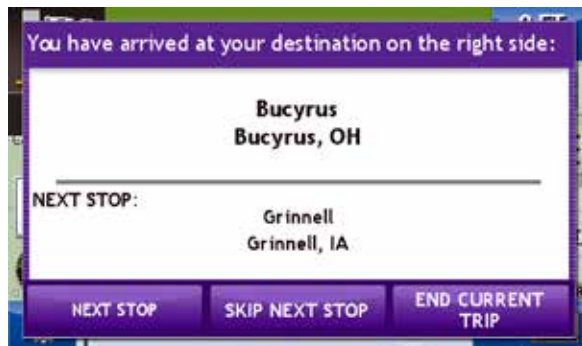 You have arrived at your destination on the right side:
Bucyrus
Bucyrus, OH
NEXT STOP:
Grinnell
Grinnell, IA
NEXT STOP
SKIP NEXT STOP
END CURRENT
TRIP